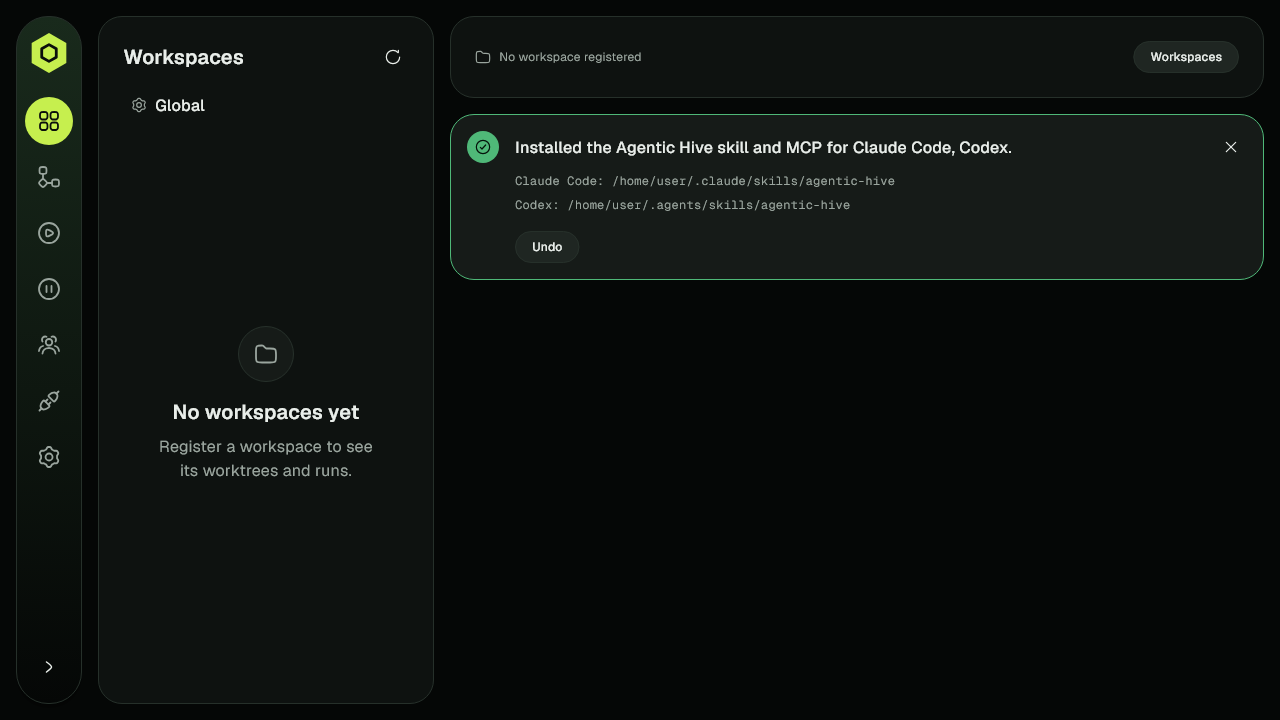 Workspaces
Global
No workspaces yet
Register a workspace to see
its worktrees and runs.
No workspace registered
Workspaces
Installed the Agentic Hive skill and MCP for Claude Code, Codex.
Claude Code: /home/user/.claude/skills/agentic-hive
Codex: /home/user/.agents/skills/agentic-hive
Undo